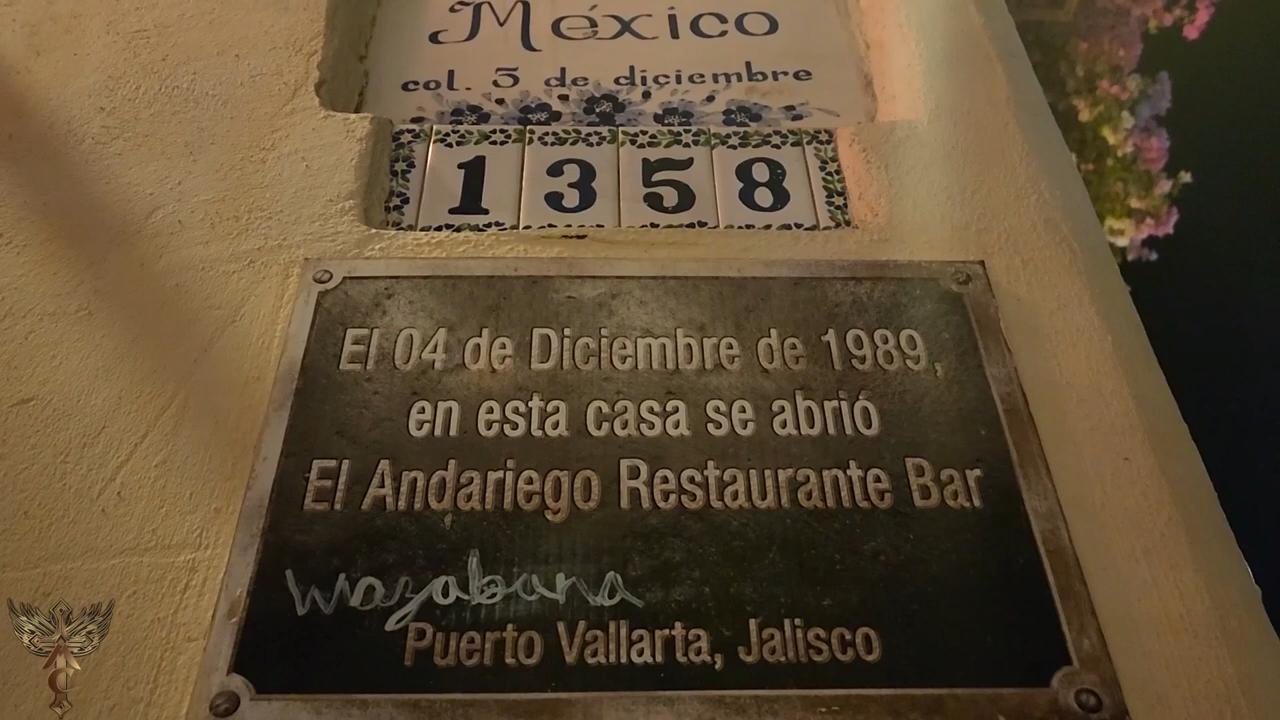 México
col. 5 de diciembre
1358
El 04 de Diciembre de 1989,
en esta casa se abrió
El Andariego Restaurante Bar
Puerto Vallarta, Jalisco